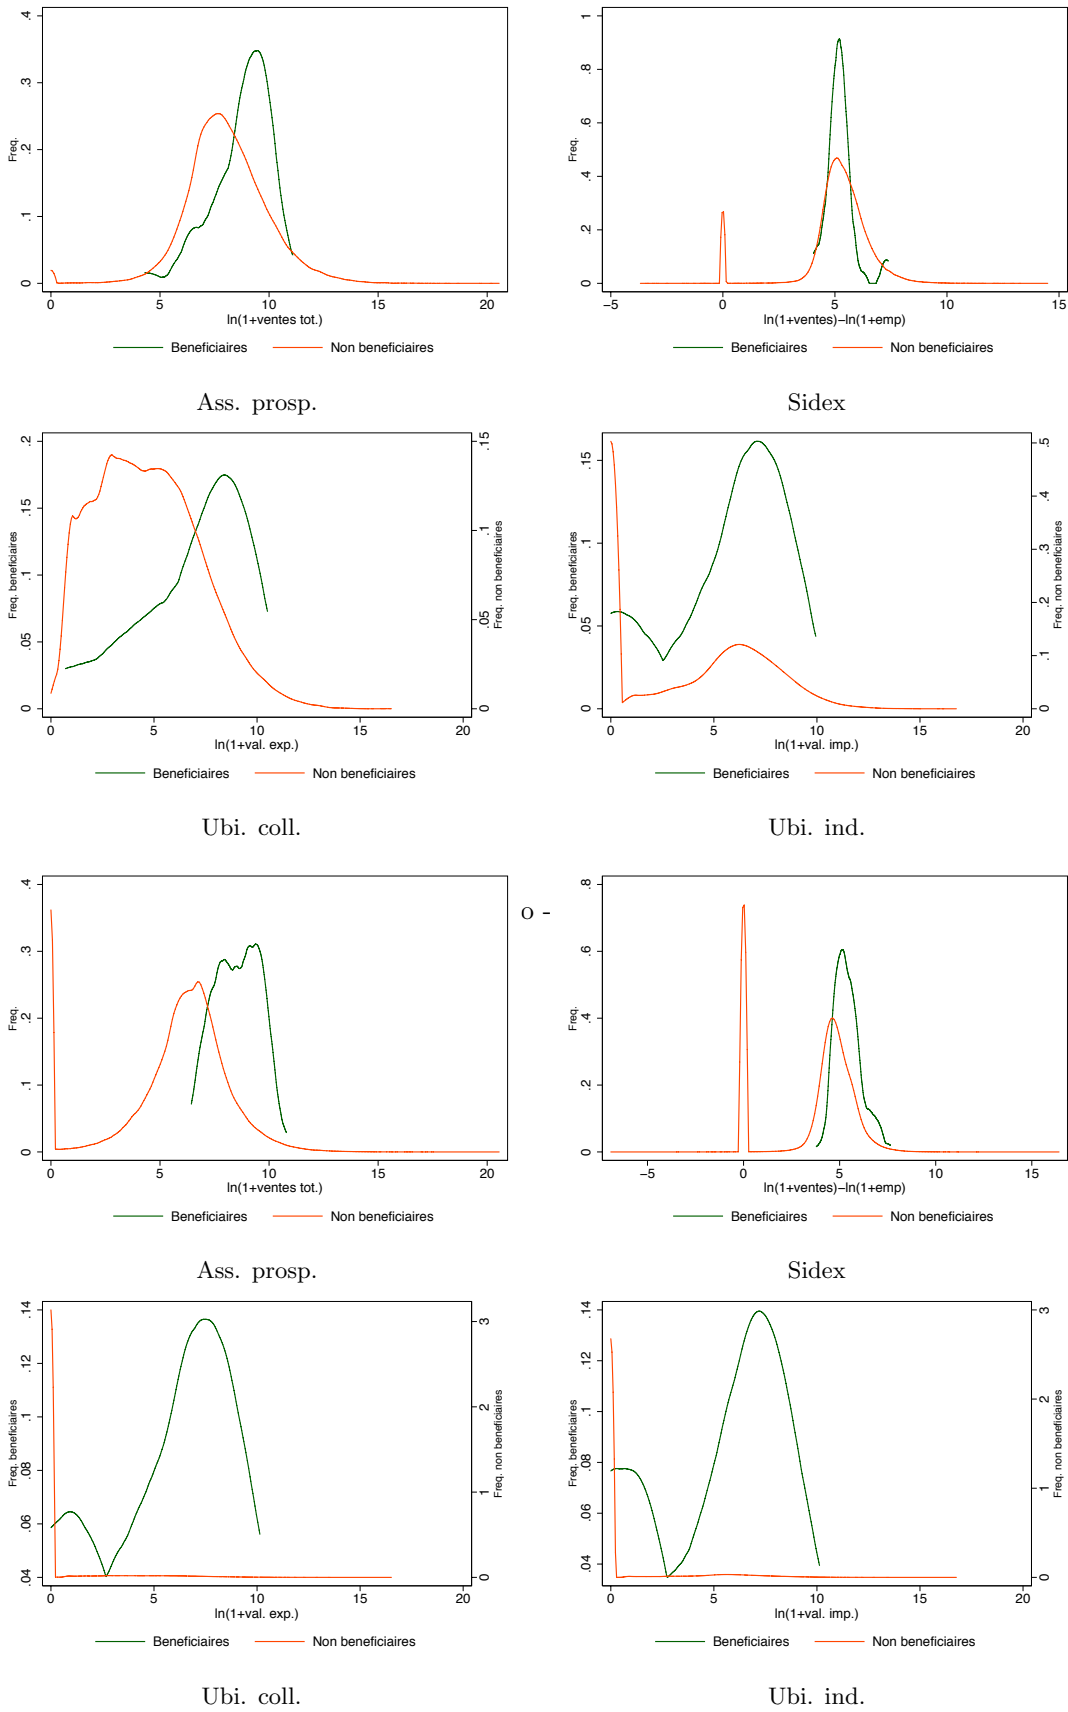 .4
.3
.2
.1
0
Freq.
0 5 10 15 20
ln(1+ventes tot.)
Beneficiaires Non beneficiaires
Ass. prosp.
1
.8
.6
.4
.2
0
Freq.
−5 0 5 10 15
ln(1+ventes)−ln(1+emp)
Beneficiaires Non beneficiaires
Sidex
.2
.15
.1
.05
0
Freq. beneficiaires
.15
.1
.05
0
Freq. non beneficiaires
0 5 10 15 20
ln(1+val. exp.)
Beneficiaires Non beneficiaires
Ubi. coll.
.15
.1
.05
0
Freq. beneficiaires
.5
.4
.3
.2
.1
0
Freq. non beneficiaires
0 5 10 15 20
ln(1+val. imp.)
Beneficiaires Non beneficiaires
Ubi. ind.
.4
.3
.2
.1
0
Freq.
0 5 10 15 20
ln(1+ventes tot.)
Beneficiaires Non beneficiaires
Ass. prosp.
o -
.8
.6
.4
.2
0
Freq.
−5 0 5 10 15
ln(1+ventes)−ln(1+emp)
Beneficiaires Non beneficiaires
Sidex
.14
.12
.1
.08
.06
.04
Freq. beneficiaires
3
2
1
0
Freq. non beneficiaires
0 5 10 15 20
ln(1+val. exp.)
Beneficiaires Non beneficiaires
Ubi. coll.
.14
.12
.1
.08
.06
.04
Freq. beneficiaires
3
2
1
0
Freq. non beneficiaires
0 5 10 15 20
ln(1+val. imp.)
Beneficiaires Non beneficiaires
Ubi. ind.